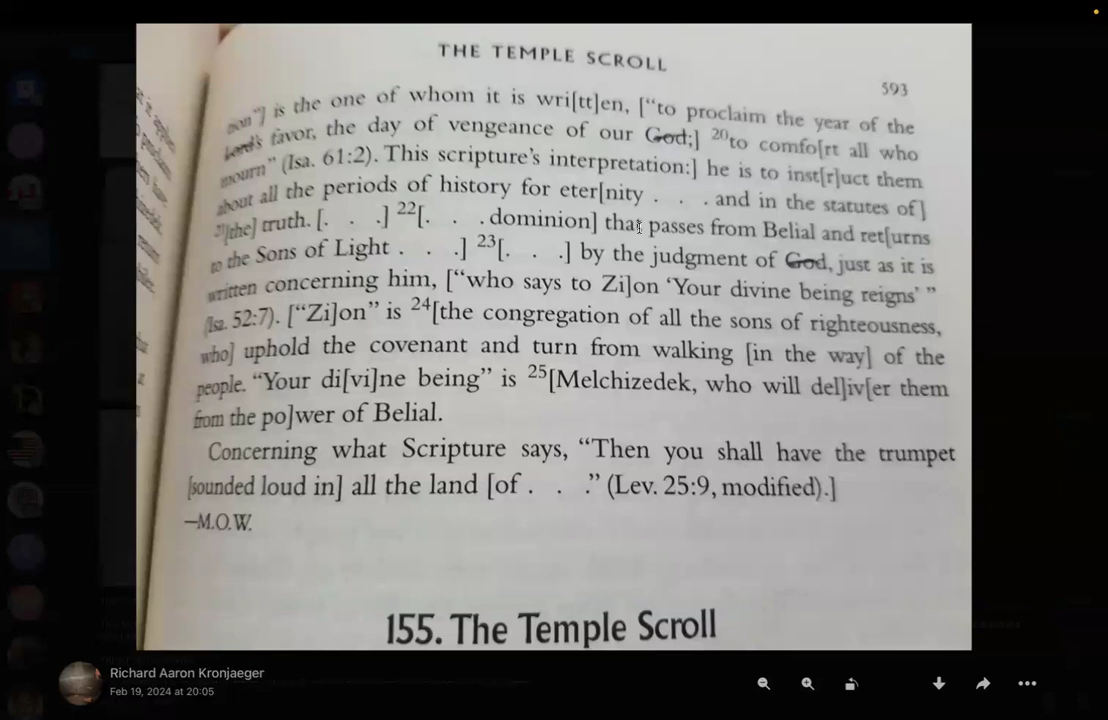 THE TEMPLE SCROLL
593
non”] is the one of whom it is wri[tt]en, [“to proclaim the year of the
Lord's favor, the day of vengeance of our God;] 20to comfo[rt all who
mourn” (Isa. 61:2). This scripture's interpretation:] he is to inst[r]uct them
about all the periods of history for eter[nity . . . and in the statutes of]
21[the] truth. [. . .] 22[. . . dominion] that passes from Belial and ret[urns
to the Sons of Light . . .] 23[. . .] by the judgment of God, just as it is
written concerning him, [“who says to Zi]on ‘Your divine being reigns’ ”
(Isa. 52:7). [“Zi]on” is 24[the congregation of all the sons of righteousness,
who] uphold the covenant and turn from walking [in the way] of the
people. “Your di[vi]ne being” is 25[Melchizedek, who will del]iv[er them
from the po]wer of Belial.
Concerning what Scripture says, “Then you shall have the trumpet
[sounded loud in] all the land [of . . .” (Lev. 25:9, modified).]
—M.O.W.
155. The Temple Scroll
Richard Aaron Kronjaeger
Feb 19, 2024 at 20:05